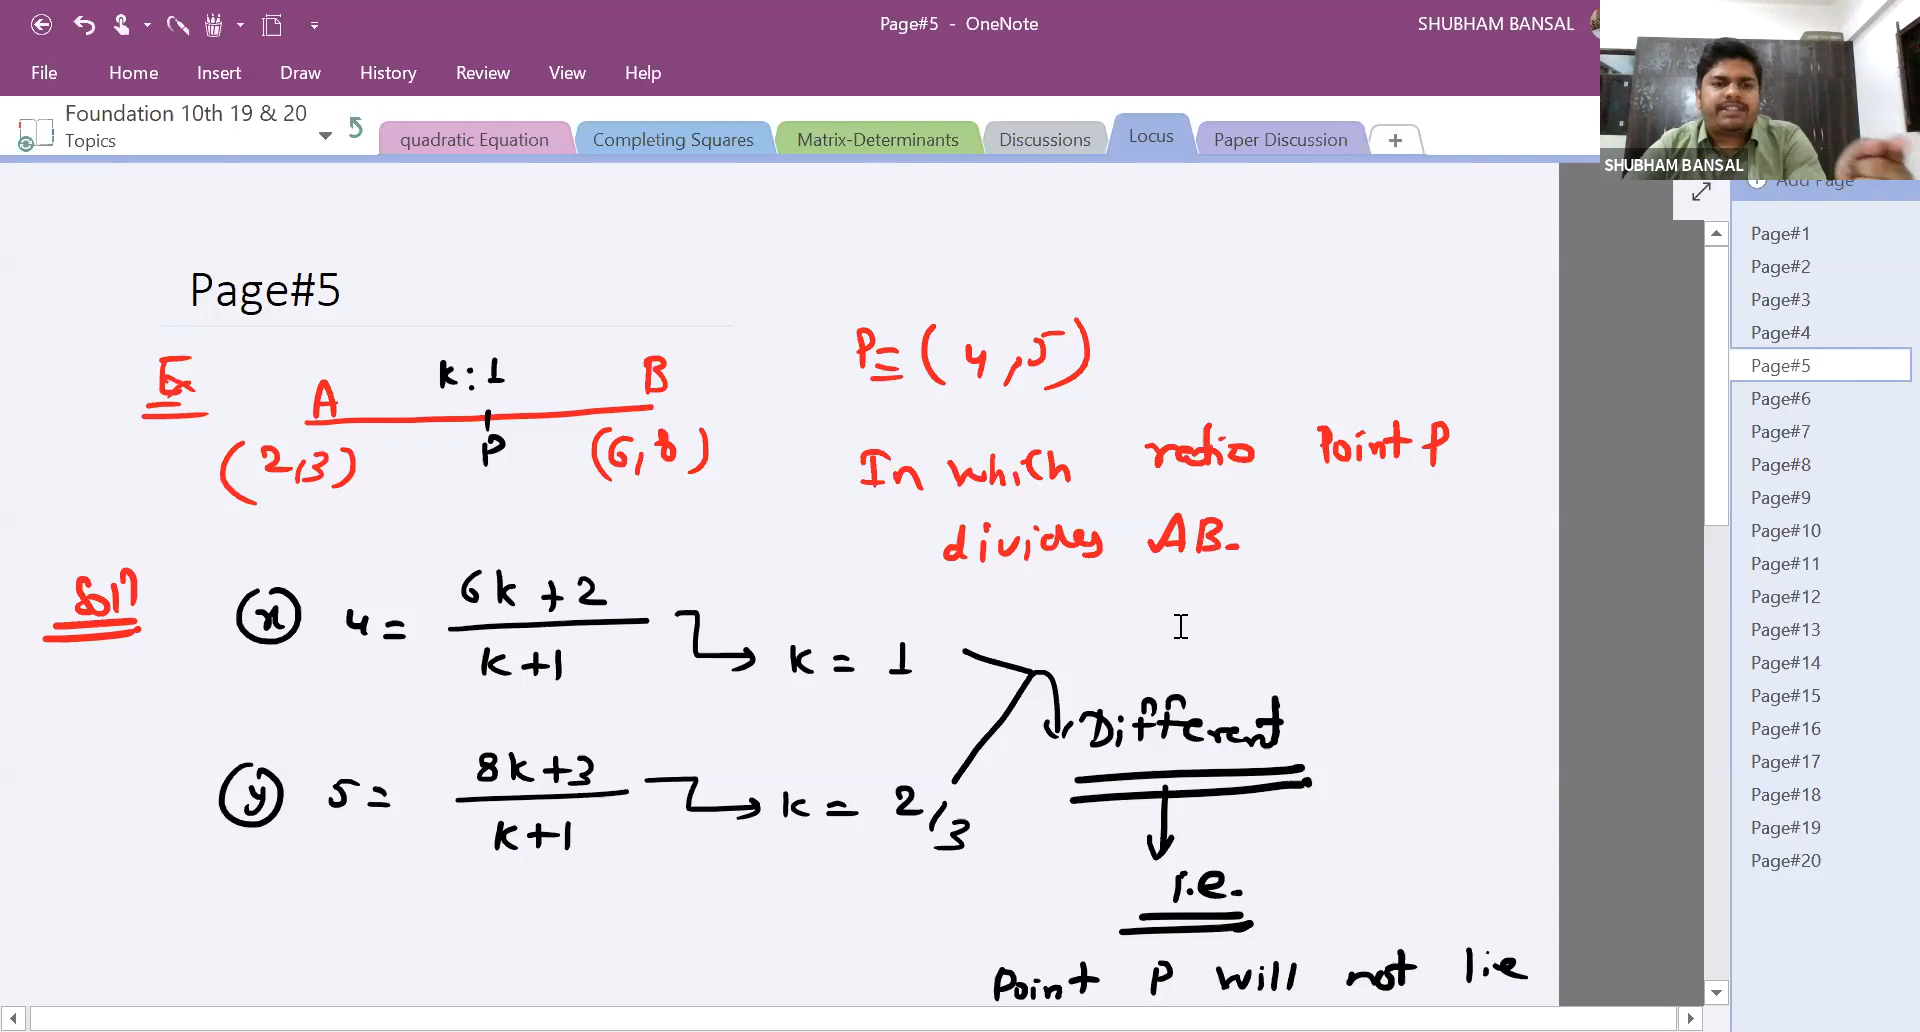 Page#5 - OneNote
SHUBHAM BANSAL
File Home Insert Draw History Review View Help
Foundation 10th 19 & 20
Topics
quadratic Equation
Completing Squares
Matrix-Determinants
Discussions
Locus
Paper Discussion
+
SHUBHAM BANSAL
Add Page
Page#1
Page#2
Page#3
Page#4
Page#5
Page#6
Page#7
Page#8
Page#9
Page#10
Page#11
Page#12
Page#13
Page#14
Page#15
Page#16
Page#17
Page#18
Page#19
Page#20
Page#5
Ex
A k:1 B
P
(2,3) (6,8)
P≡(4,5)
In which ratio Point P
divides AB.
Solⁿ
x 4 = 6k+2
k+1
k = 1
y 5 = 8k+3
k+1
k = 2/3
Different
i.e.
Point P will not lie